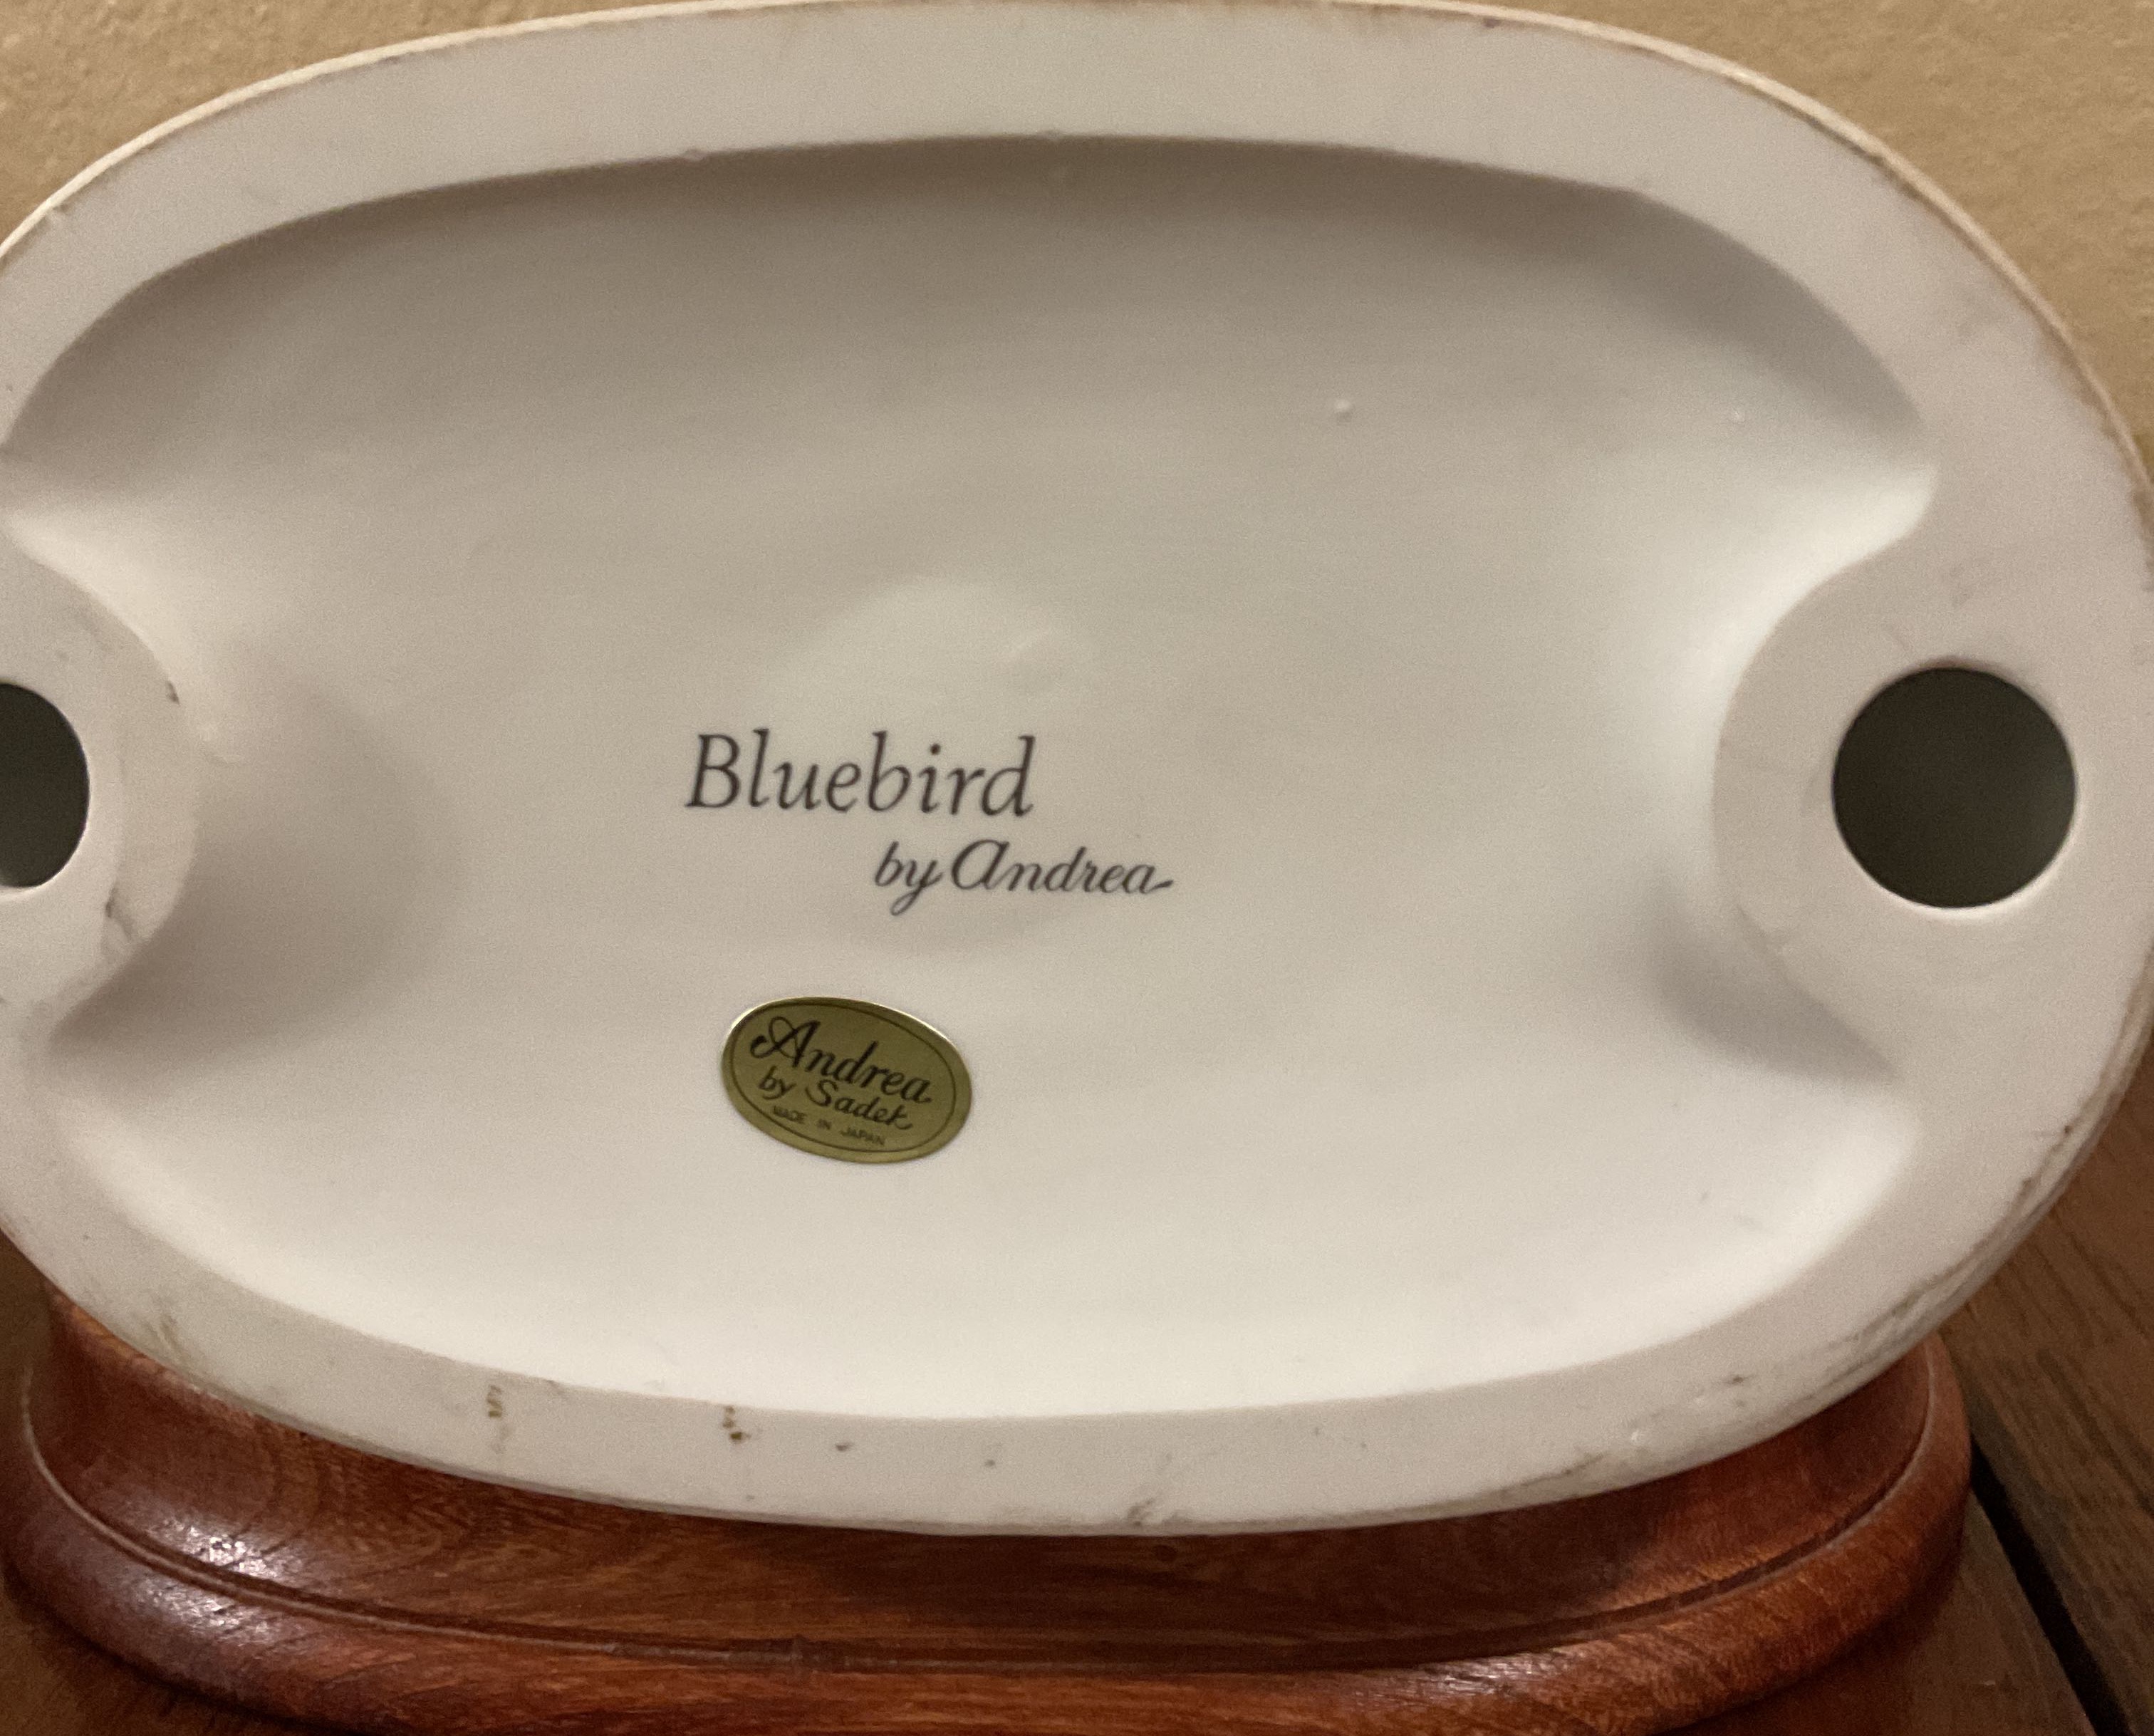 Bluebird
by Andrea
Andrea
by Sadek
MADE IN JAPAN